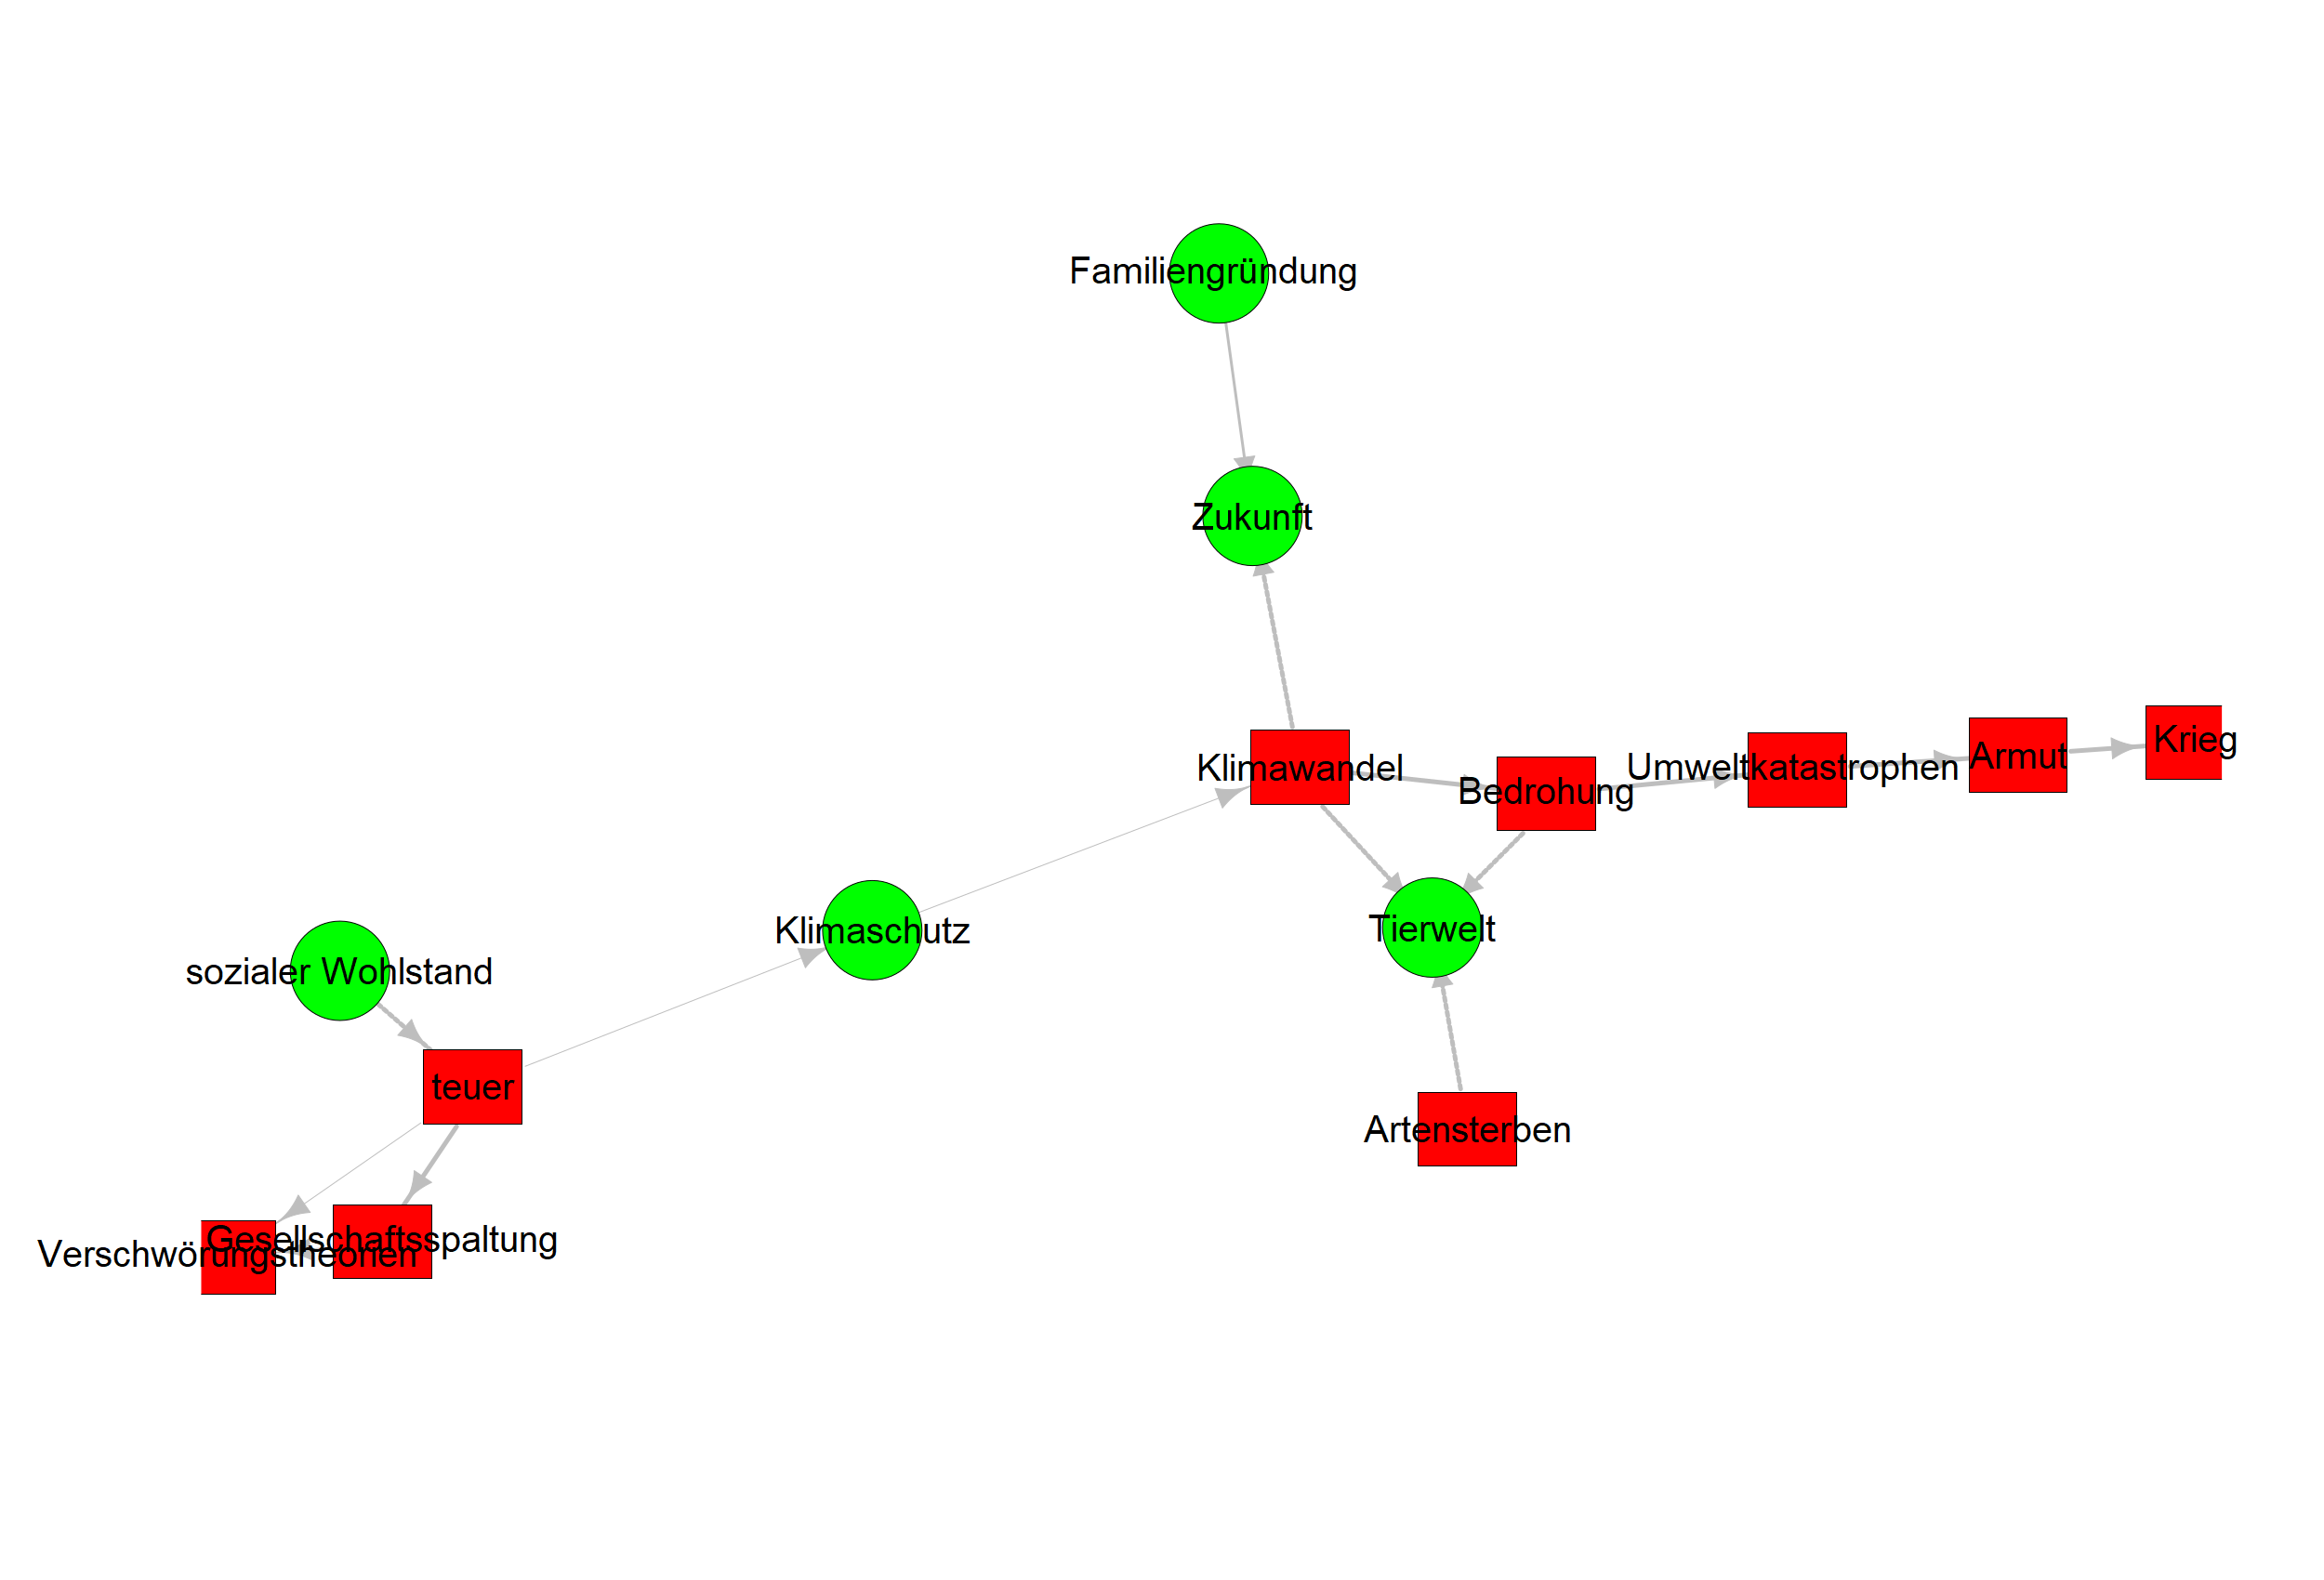 Familiengründung
Zukunft
Krieg
Armut
Umweltkatastrophen
Klimawandel
Bedrohung
Tierwelt
Klimaschutz
sozialer Wohlstand
teuer
Artensterben
Gesellschaftsspaltung
Verschwörungstheorien